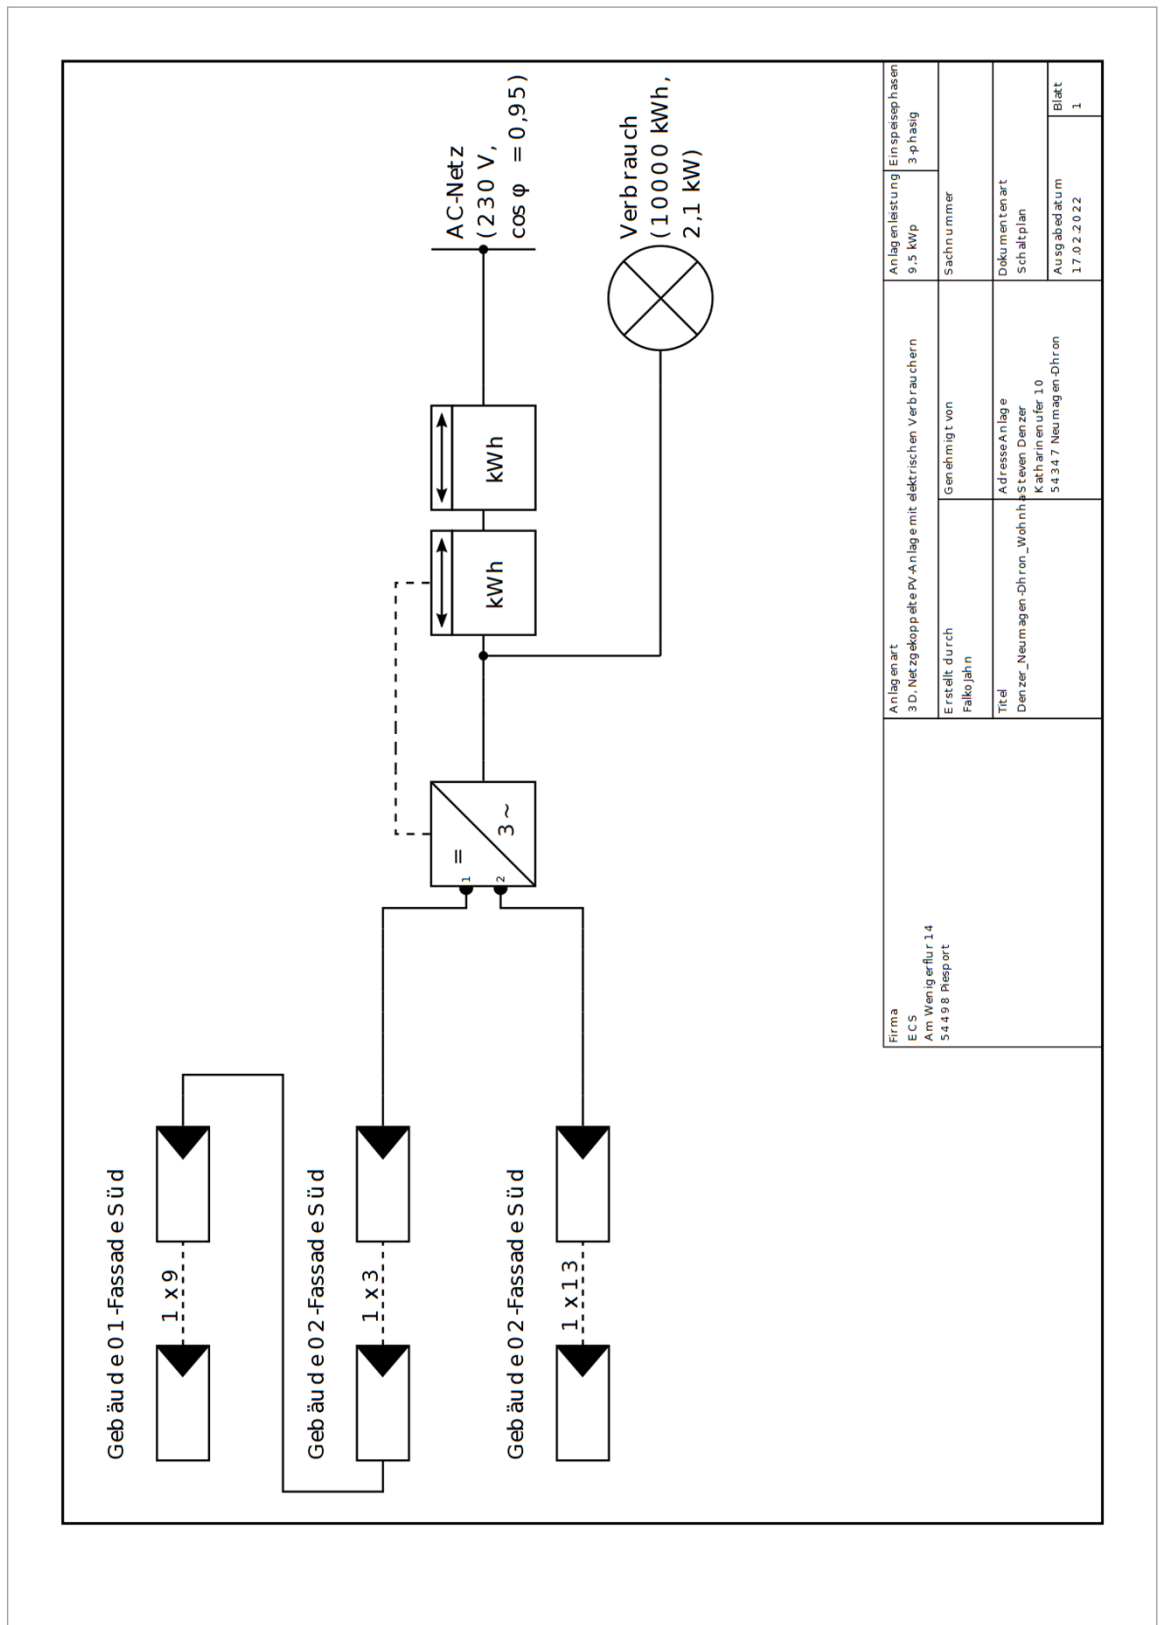 Gebäude 01-Fassade Süd
1 x 9
Gebäude 02-Fassade Süd
1 x 3
Gebäude 02-Fassade Süd
1 x 13
1
2
=
3 ~
kWh
kWh
AC-Netz
(230 V,
cos φ = 0,95)
Verbrauch
(10000 kWh,
2,1 kW)
Firma
ECS
Am Wenigerflur 14
54498 Piesport
Anlagenart
3D, Netzgekoppelte PV-Anlage mit elektrischen Verbrauchern
Anlagenleistung
9,5 kWp
Einspeisephasen
3-phasig
Erstellt durch
Falko Jahn
Genehmigt von
Sachnummer
Titel
Denzer_Neumagen-Dhron_Wohnha
Adresse Anlage
Steven Denzer
Katharinenufer 10
54347 Neumagen-Dhron
Dokumentenart
Schaltplan
Ausgabedatum
17.02.2022
Blatt
1